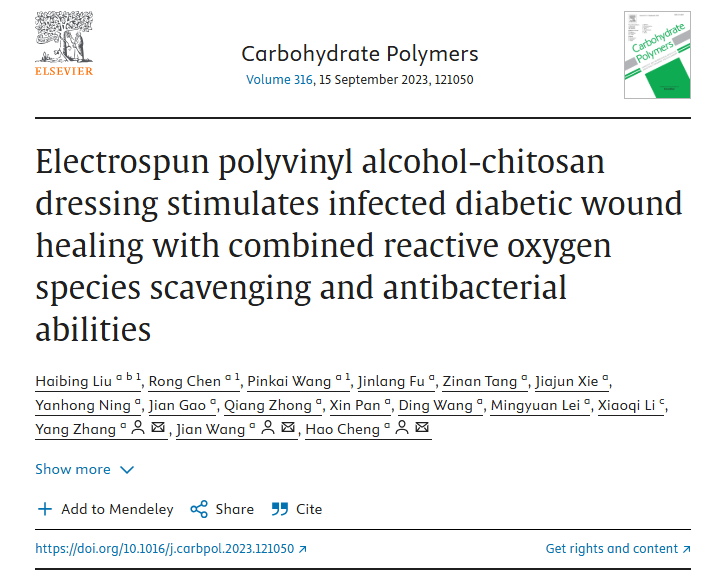 ELSEVIER
Carbohydrate Polymers
Volume 316, 15 September 2023, 121050
Carbohydrate
Polymers
Electrospun polyvinyl alcohol-chitosan
dressing stimulates infected diabetic wound
healing with combined reactive oxygen
species scavenging and antibacterial
abilities
Haibing Liu a b 1, Rong Chen a 1, Pinkai Wang a 1, Jinlang Fu a, Zinan Tang a, Jiajun Xie a,
Yanhong Ning a, Jian Gao a, Qiang Zhong a, Xin Pan a, Ding Wang a, Mingyuan Lei a, Xiaoqi Li c,
Yang Zhang a, Jian Wang a, Hao Cheng a
Show more
Add to Mendeley Share Cite
https://doi.org/10.1016/j.carbpol.2023.121050 Get rights and content